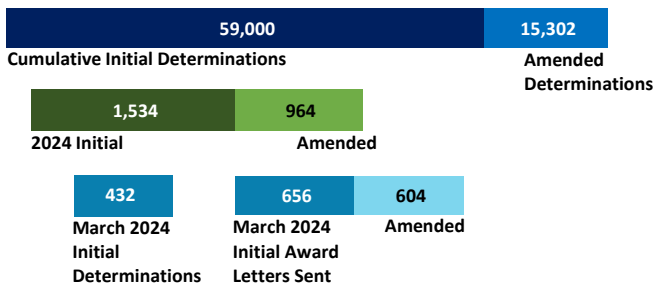 59,000 15,302
Cumulative Initial Determinations Amended
Determinations
1,534 964
2024 Initial Amended
432 656 604
March 2024 March 2024 Amended
Initial Initial Award
Determinations Letters Sent